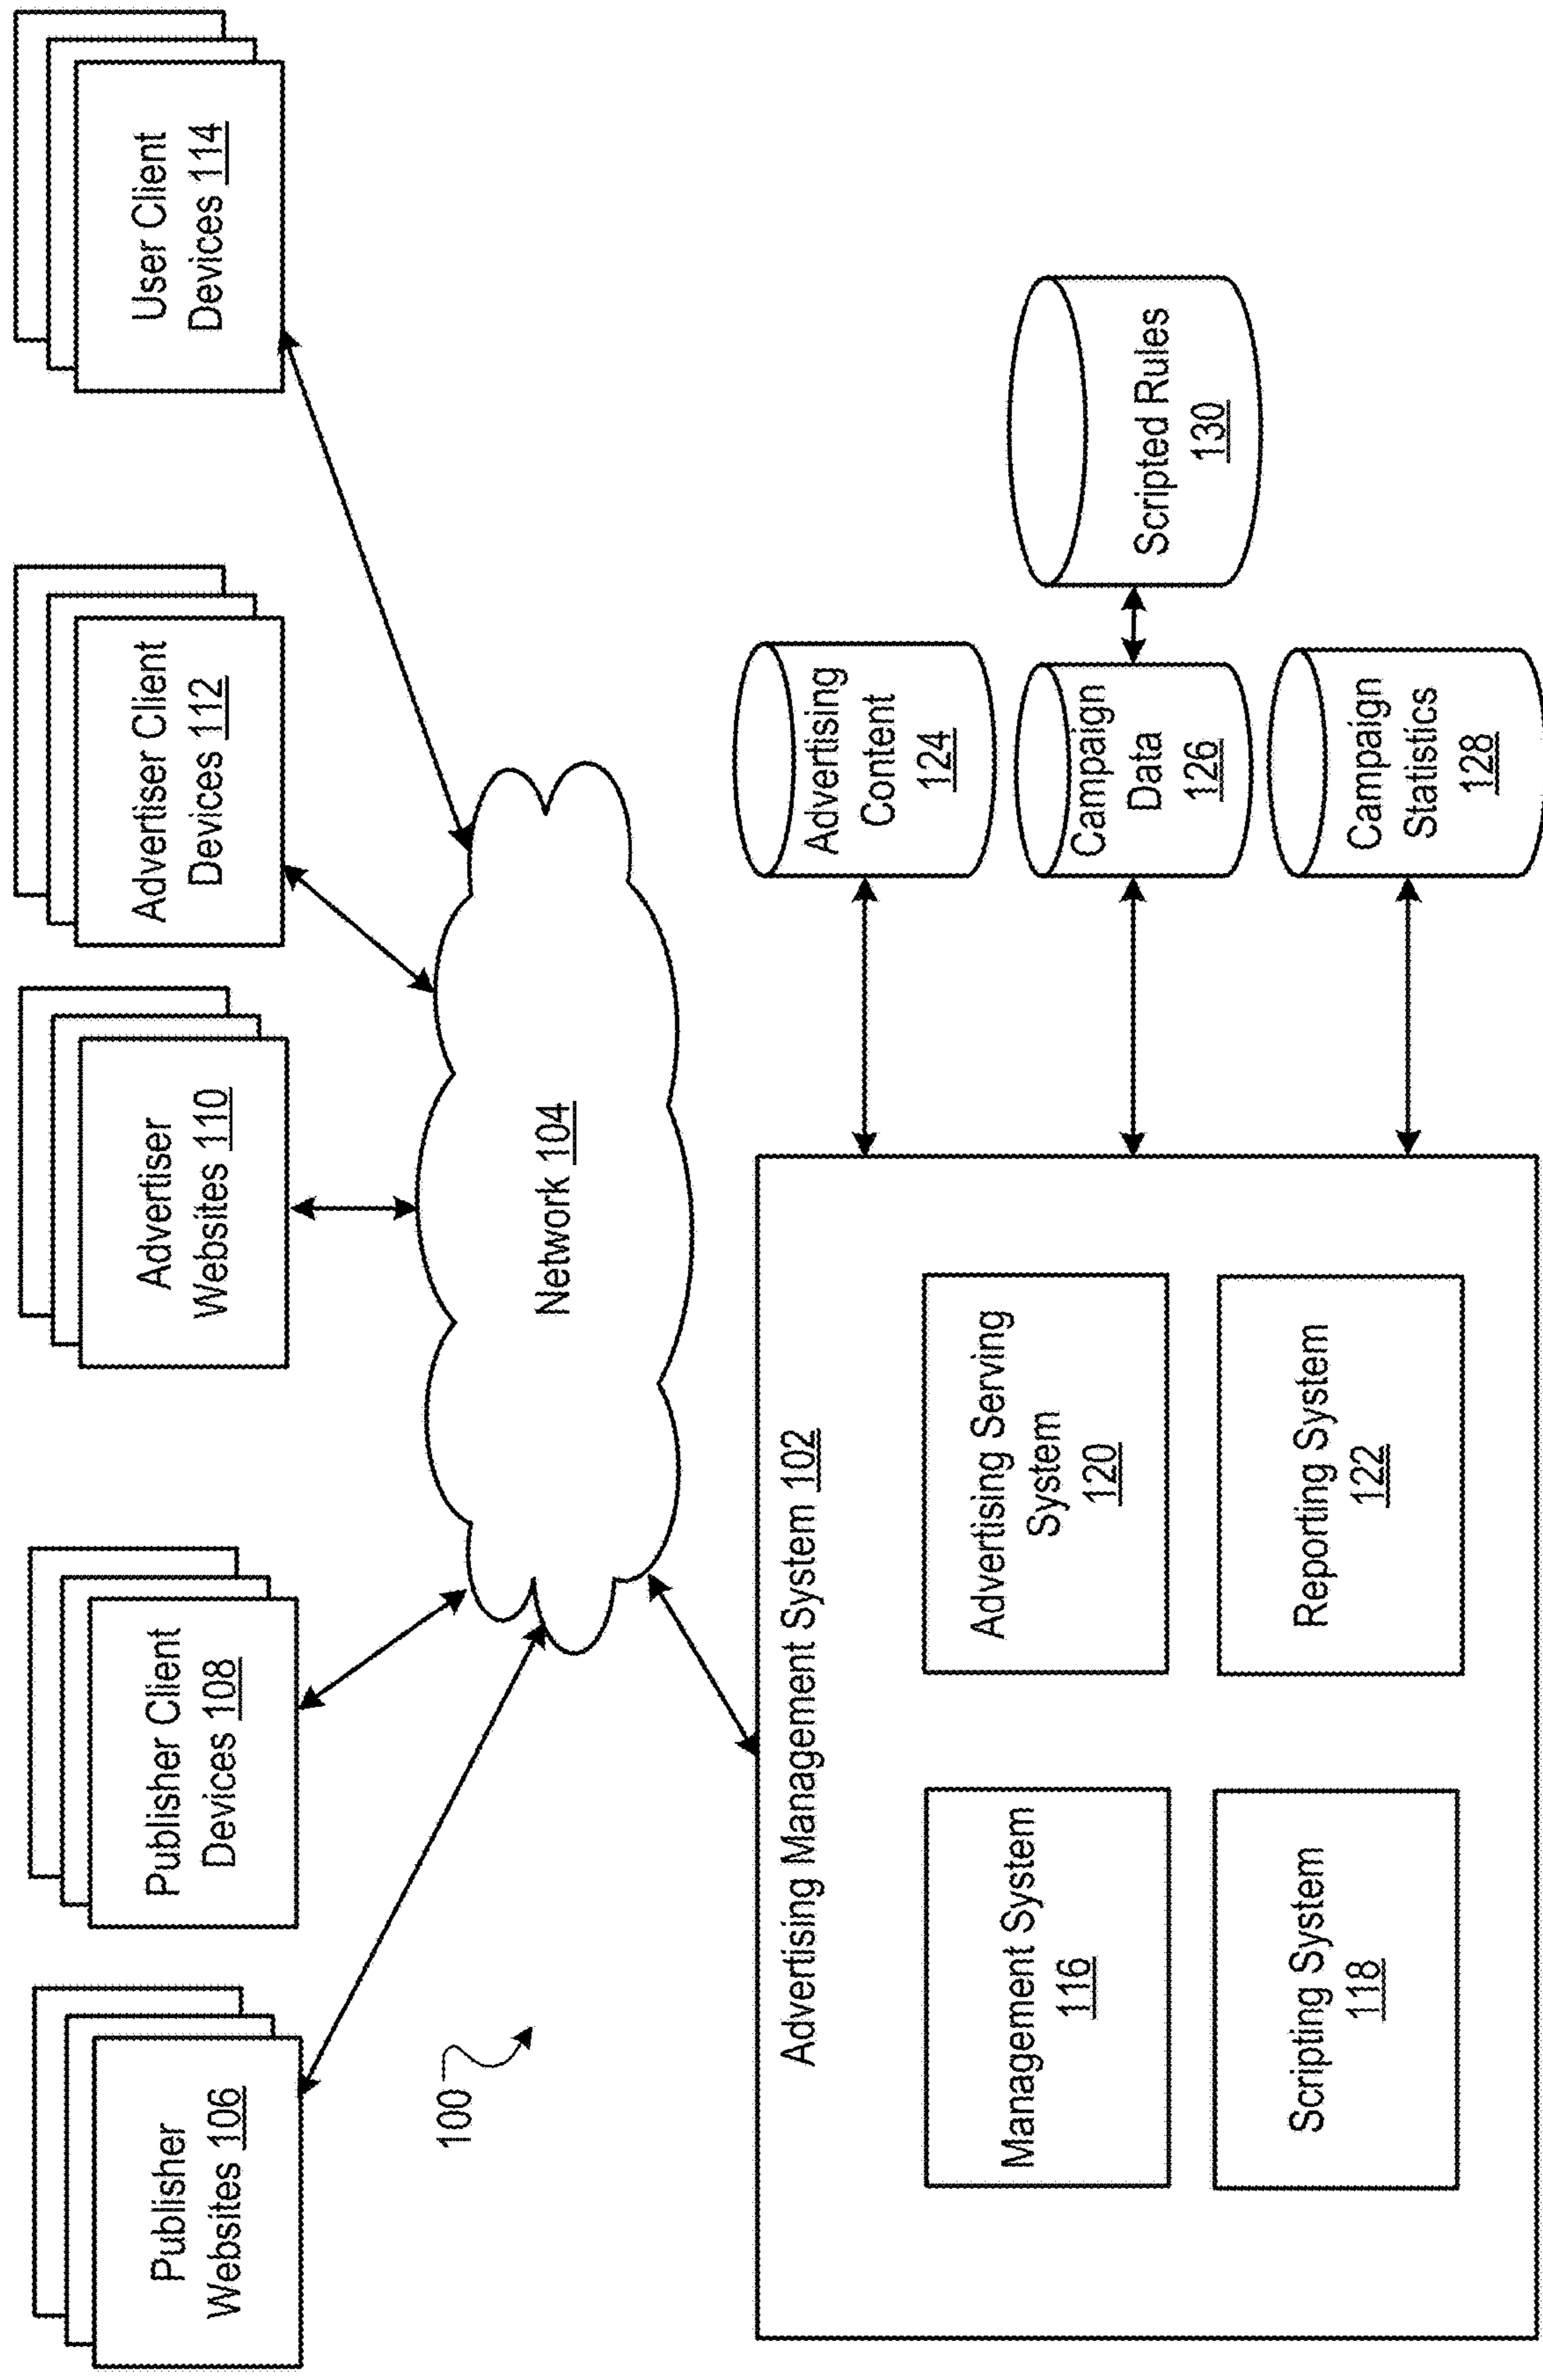 Publisher
Websites 106
Publisher Client
Devices 108
Advertiser
Websites 110
Advertiser Client
Devices 112
User Client
Devices 114
100
Network 104
Advertising Management System 102
Management System
116
Advertising Serving
System
120
Scripting System
118
Reporting System
122
Advertising
Content
124
Campaign
Data
126
Scripted Rules
130
Campaign
Statistics
128